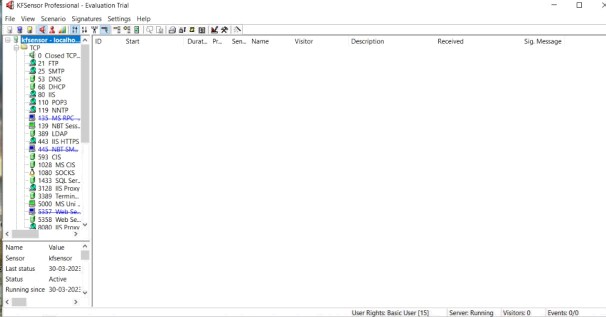 KFSensor Professional - Evaluation Trial
File View Scenario Signatures Settings Help
kfsensor - localho...
ID Start Durat... Pr... Sen... Name Visitor Description Received Sig. Message
TCP
0 Closed TCP...
21 FTP
25 SMTP
53 DNS
68 DHCP
80 IIS
110 POP3
119 NNTP
135 MS RPC ...
139 NBT Sess...
389 LDAP
443 IIS HTTPS
445 NBT SM...
593 CIS
1028 MS CIS
1080 SOCKS
1433 SQL Ser...
3128 IIS Proxy
3389 Termin...
5000 MS Uni ...
5357 Web Se...
5358 Web Se...
8080 IIS Proxy
Name Value
Sensor kfsensor
Last status 30-03-2023
Status Active
Running since 30-03-2023
User Rights: Basic User [15] Server: Running Visitors: 0 Events: 0/0